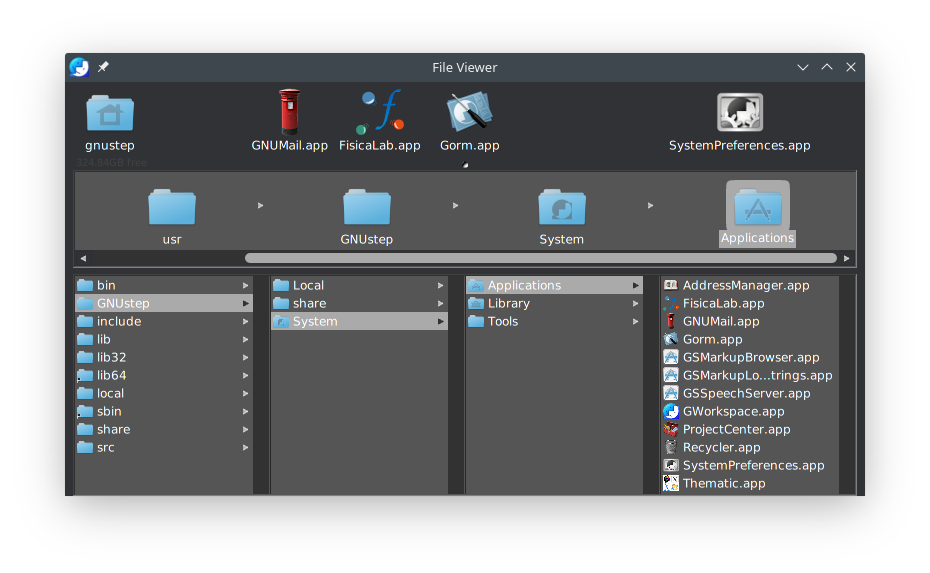 File Viewer
gnustep GNUMail.app FisicaLab.app Gorm.app SystemPreferences.app
324.84GB free
usr GNUstep System Applications
bin
GNUstep
include
lib
lib32
lib64
local
sbin
share
src
Local
share
System
Applications
Library
Tools
AddressManager.app
FisicaLab.app
GNUMail.app
Gorm.app
GSMarkupBrowser.app
GSMarkupLo...trings.app
GSSpeechServer.app
GWorkspace.app
ProjectCenter.app
Recycler.app
SystemPreferences.app
Thematic.app